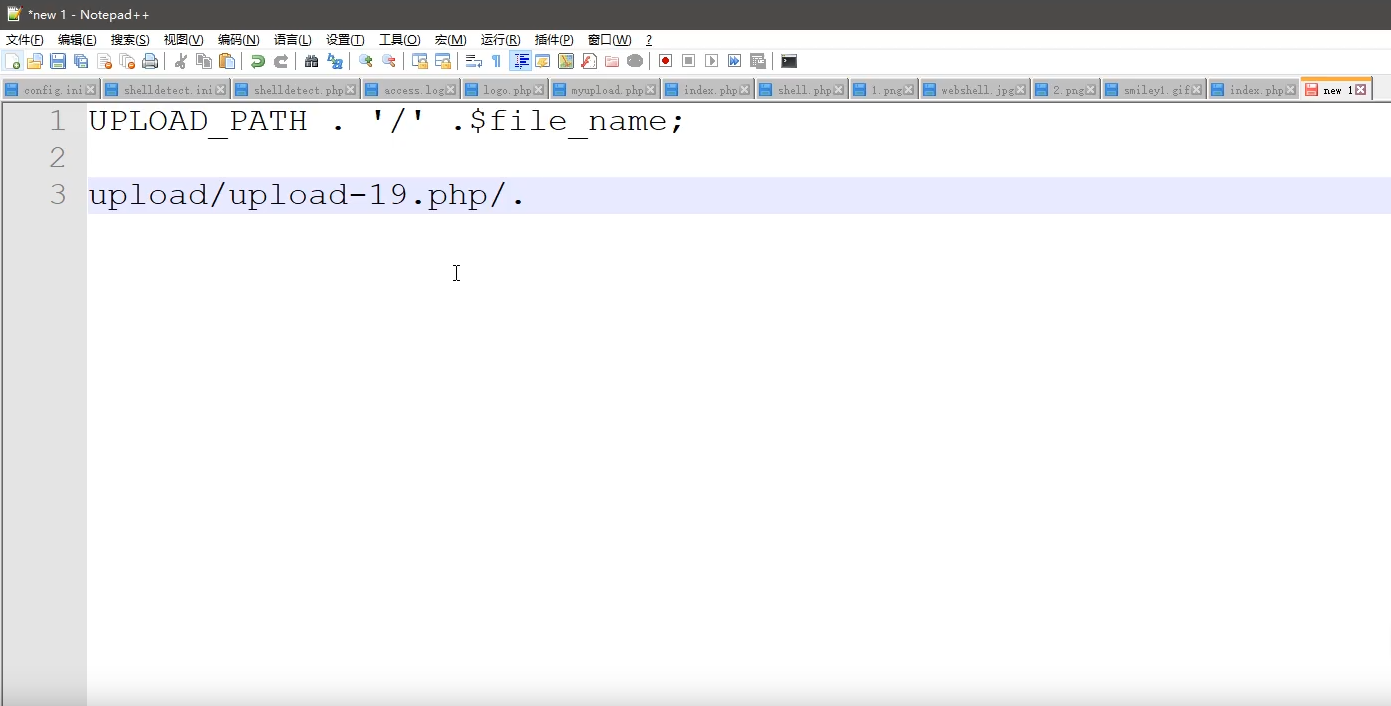 *new 1 - Notepad++
文件(F) 编辑(E) 搜索(S) 视图(V) 编码(N) 语言(L) 设置(T) 工具(O) 宏(M) 运行(R) 插件(P) 窗口(W) ?
config.ini shelldetect.ini shelldetect.php access.log logo.php myupload.php index.php shell.php 1.png webshell.jpg 2.png smiley1.gif index.php new 1
1 UPLOAD_PATH . '/' .$file_name;
2
3 upload/upload-19.php/.